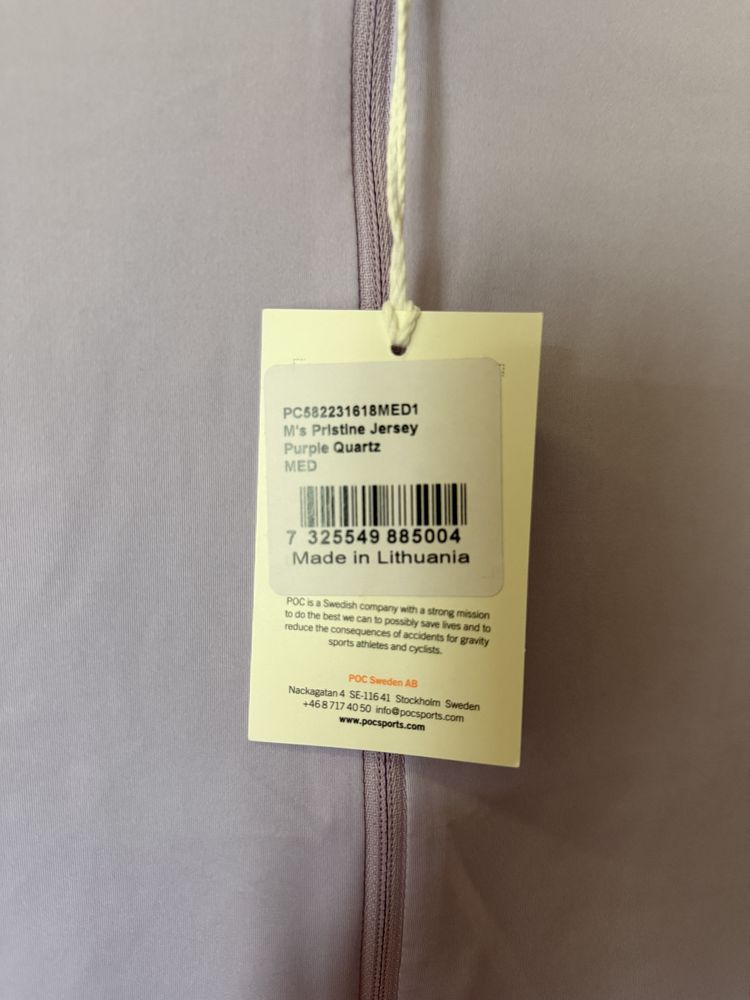 PC582231618MED1
M's Pristine Jersey
Purple Quartz
MED
7 325549 885004
Made in Lithuania
POC is a Swedish company with a strong mission
to do the best we can to possibly save lives and to
reduce the consequences of accidents for gravity
sports athletes and cyclists.
POC Sweden AB
Nackagatan 4 SE-116 41 Stockholm Sweden
+46 8 717 40 50 info@pocsports.com
www.pocsports.com